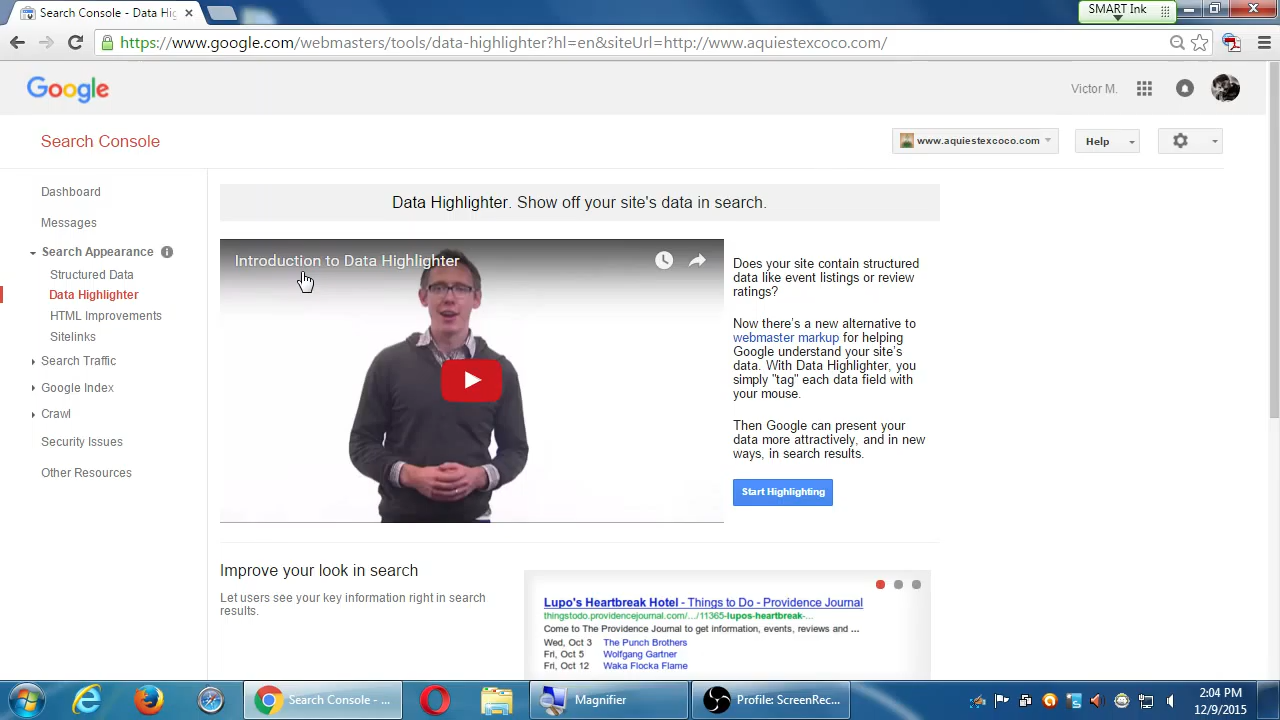 Search Console - Data Hig
SMART Ink
https://www.google.com/webmasters/tools/data-highlighter?hl=en&siteUrl=http://www.aquiestexcoco.com/
Google
Victor M.
Search Console
www.aquiestexcoco.com
Help
Dashboard
Messages
Search Appearance
Structured Data
Data Highlighter
HTML Improvements
Sitelinks
Search Traffic
Google Index
Crawl
Security Issues
Other Resources
Data Highlighter. Show off your site's data in search.
Introduction to Data Highlighter
Does your site contain structured
data like event listings or review
ratings?
Now there's a new alternative to
webmaster markup for helping
Google understand your site's
data. With Data Highlighter, you
simply "tag" each data field with
your mouse.
Then Google can present your
data more attractively, and in new
ways, in search results.
Start Highlighting
Improve your look in search
Let users see your key information right in search
results.
Lupo's Heartbreak Hotel - Things to Do - Providence Journal
thingstodo.providencejournal.com/.../11365-lupos-heartbreak-...
Come to The Providence Journal to get information, events, reviews and ...
Wed, Oct 3 The Punch Brothers
Fri, Oct 5 Wolfgang Gartner
Fri, Oct 12 Waka Flocka Flame
Search Console - ...
Magnifier
Profile: ScreenRec...
2:04 PM
12/9/2015